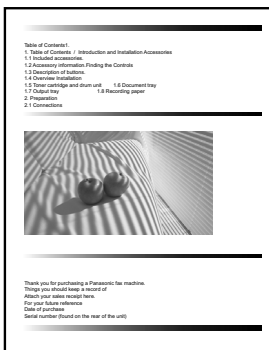 Table of Contents1.
1. Table of Contents / Introduction and Installation Accessories
1.1 Included accessories.
1.2 Accessory information.Finding the Controls
1.3 Description of buttons.
1.4 Overview Installation
1.5 Toner cartridge and drum unit 1.6 Document tray
1.7 Output tray 1.8 Recording paper
2. Preparation
2.1 Connections
Thank you for purchasing a Panasonic fax machine.
Things you should keep a record of
Attach your sales receipt here.
For your future reference
Date of purchase
Serial number (found on the rear of the unit)